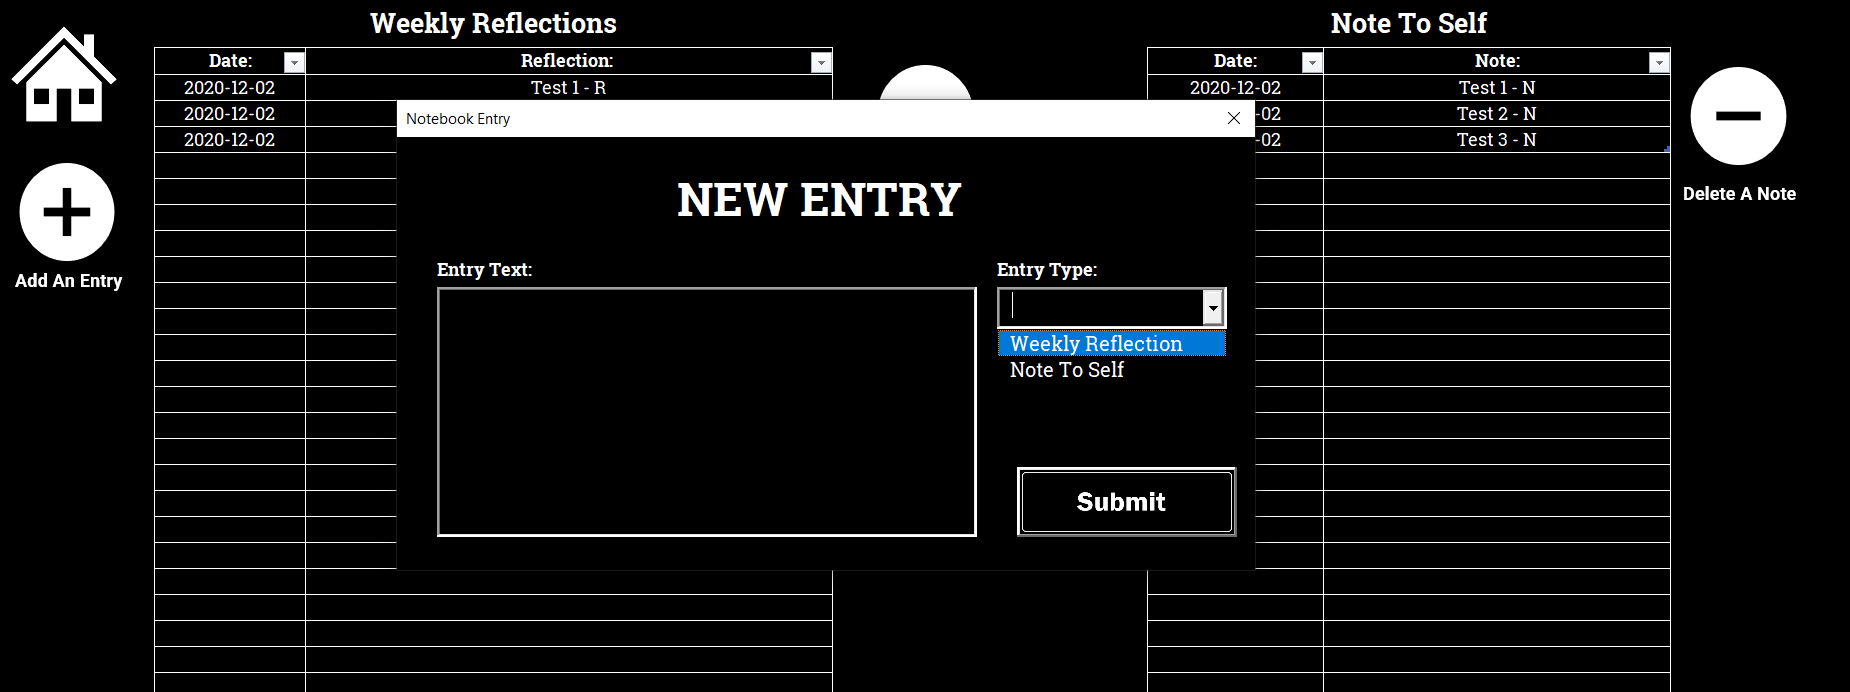 Weekly Reflections
Note To Self
Date:
Reflection:
2020-12-02
Test 1 - R
2020-12-02
2020-12-02
Date:
Note:
2020-12-02
Test 1 - N
-02
Test 2 - N
-02
Test 3 - N
Add An Entry
Delete A Note
Notebook Entry
NEW ENTRY
Entry Text:
Entry Type:
Weekly Reflection
Note To Self
Submit